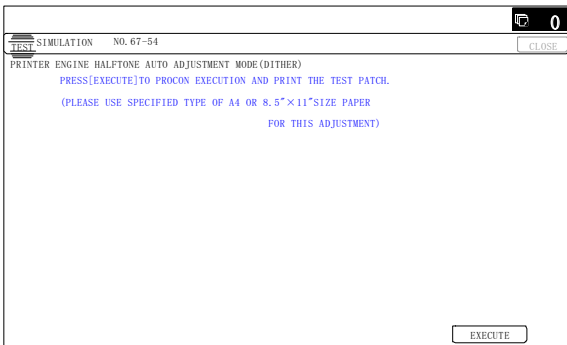 0
TEST SIMULATION NO. 67-54
CLOSE
PRINTER ENGINE HALFTONE AUTO ADJUSTMENT MODE(DITHER)
PRESS[EXECUTE]TO PROCON EXECUTION AND PRINT THE TEST PATCH.
(PLEASE USE SPECIFIED TYPE OF A4 OR 8.5″×11″SIZE PAPER
FOR THIS ADJUSTMENT)
EXECUTE